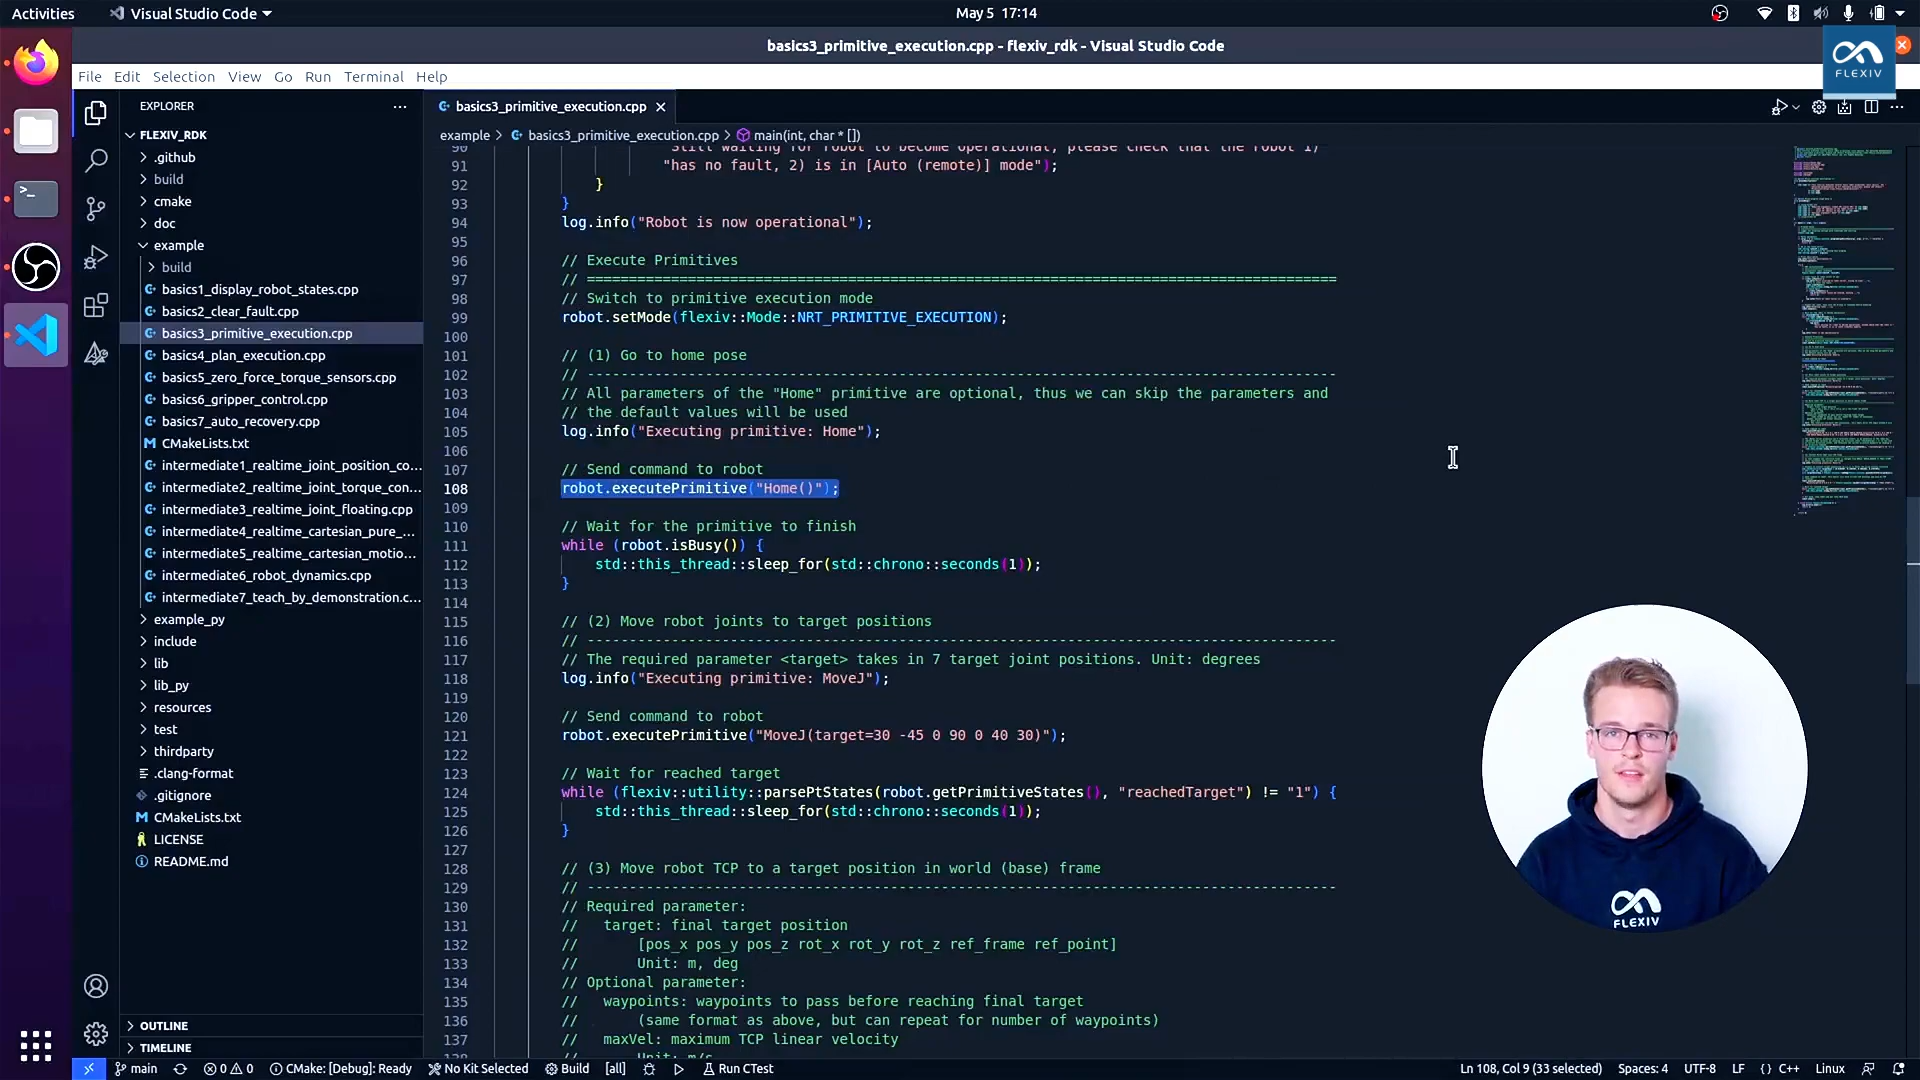 Activities
Visual Studio Code
May 5 17:14
basics3_primitive_execution.cpp - flexiv_rdk - Visual Studio Code
FLEXIV
File Edit Selection View Go Run Terminal Help
EXPLORER
FLEXIV_RDK
.github
build
cmake
doc
example
build
basics1_display_robot_states.cpp
basics2_clear_fault.cpp
basics3_primitive_execution.cpp
basics4_plan_execution.cpp
basics5_zero_force_torque_sensors.cpp
basics6_gripper_control.cpp
basics7_auto_recovery.cpp
CMakeLists.txt
intermediate1_realtime_joint_position_co...
intermediate2_realtime_joint_torque_con...
intermediate3_realtime_joint_floating.cpp
intermediate4_realtime_cartesian_pure_...
intermediate5_realtime_cartesian_motio...
intermediate6_robot_dynamics.cpp
intermediate7_teach_by_demonstration.c...
example_py
include
lib
lib_py
resources
test
thirdparty
.clang-format
.gitignore
CMakeLists.txt
LICENSE
README.md
OUTLINE
TIMELINE
basics3_primitive_execution.cpp
example > basics3_primitive_execution.cpp > main(int, char * [])
90 "Still waiting for robot to become operational, please check that the robot 1)
91 "has no fault, 2) is in [Auto (remote)] mode");
92 }
93 }
94 log.info("Robot is now operational");
95
96 // Execute Primitives
97 // =========================================================================================
98 // Switch to primitive execution mode
99 robot.setMode(flexiv::Mode::NRT_PRIMITIVE_EXECUTION);
100
101 // (1) Go to home pose
102 // -----------------------------------------------------------------------------------------
103 // All parameters of the "Home" primitive are optional, thus we can skip the parameters and
104 // the default values will be used
105 log.info("Executing primitive: Home");
106
107 // Send command to robot
108 robot.executePrimitive("Home()");
109
110 // Wait for the primitive to finish
111 while (robot.isBusy()) {
112 std::this_thread::sleep_for(std::chrono::seconds(1));
113 }
114
115 // (2) Move robot joints to target positions
116 // -----------------------------------------------------------------------------------------
117 // The required parameter <target> takes in 7 target joint positions. Unit: degrees
118 log.info("Executing primitive: MoveJ");
119
120 // Send command to robot
121 robot.executePrimitive("MoveJ(target=30 -45 0 90 0 40 30)");
122
123 // Wait for reached target
124 while (flexiv::utility::parsePtStates(robot.getPrimitiveStates(), "reachedTarget") != "1") {
125 std::this_thread::sleep_for(std::chrono::seconds(1));
126 }
127
128 // (3) Move robot TCP to a target position in world (base) frame
129 // -----------------------------------------------------------------------------------------
130 // Required parameter:
131 // target: final target position
132 // [pos_x pos_y pos_z rot_x rot_y rot_z ref_frame ref_point]
133 // Unit: m, deg
134 // Optional parameter:
135 // waypoints: waypoints to pass before reaching final target
136 // (same format as above, but can repeat for number of waypoints)
137 // maxVel: maximum TCP linear velocity
138 // Unit: m/s
FLEXIV
main 0 0 CMake: [Debug]: Ready No Kit Selected Build [all] Run CTest
Ln 108, Col 9 (33 selected) Spaces: 4 UTF-8 LF {} C++ Linux